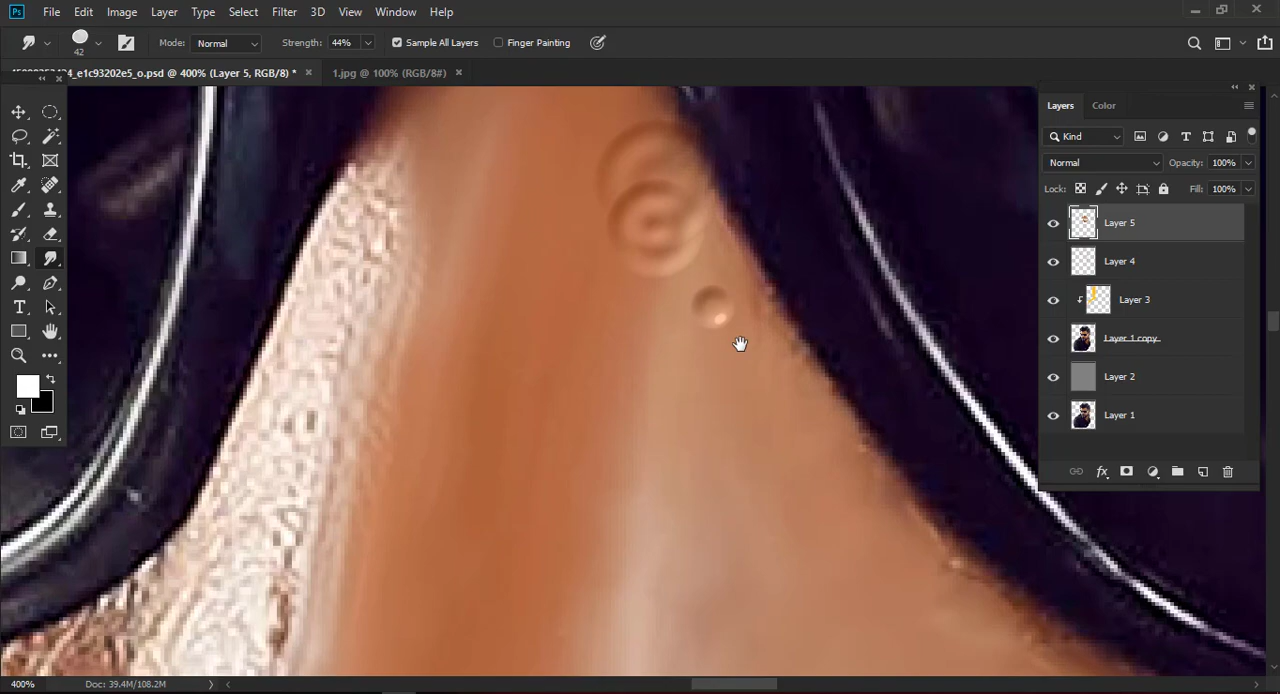 Ps File Edit Image Layer Type Select Filter 3D View Window Help
42 Mode: Normal Strength: 44% Sample All Layers Finger Painting
_e1c93202e5_o.psd @ 400% (Layer 5, RGB/8) * 1.jpg @ 100% (RGB/8#)
Layers Color
Kind
Normal Opacity: 100%
Lock: Fill: 100%
Layer 5
Layer 4
Layer 3
Layer 1 copy
Layer 2
Layer 1
fx
400% Doc: 39.4M/108.2M